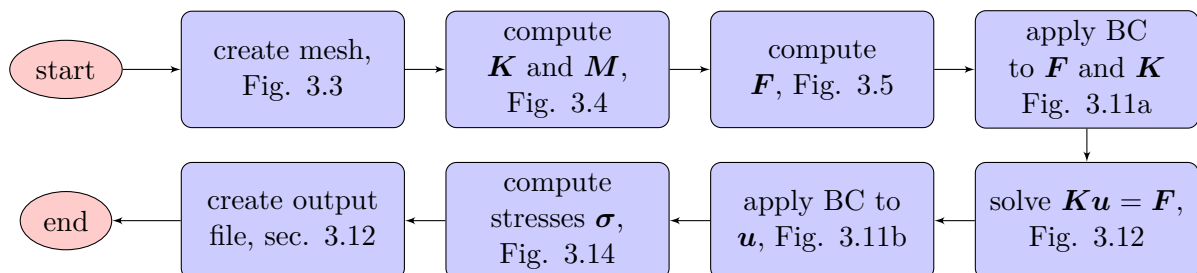 start
create mesh,
Fig. 3.3
compute
K and M,
Fig. 3.4
compute
F, Fig. 3.5
apply BC
to F and K
Fig. 3.11a
solve Ku = F,
Fig. 3.12
apply BC to
u, Fig. 3.11b
compute
stresses σ,
Fig. 3.14
create output
file, sec. 3.12
end